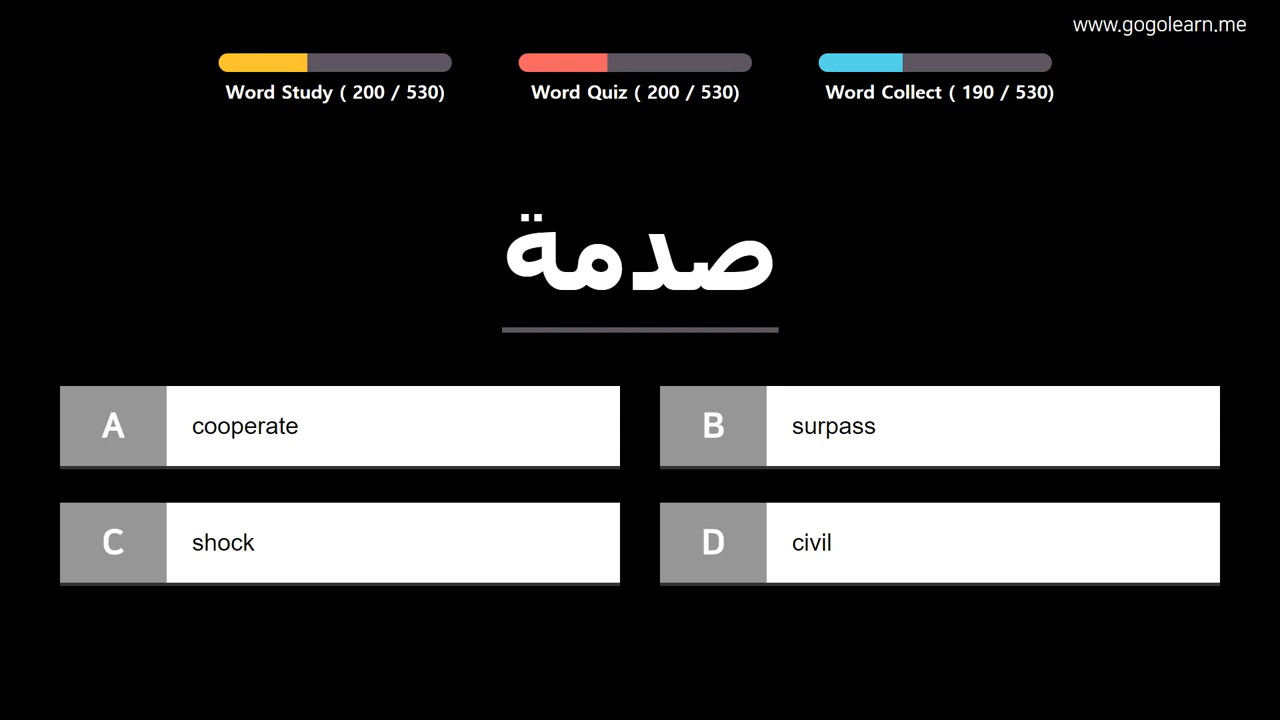 www.gogolearn.me
Word Study ( 200 / 530)
Word Quiz ( 200 / 530)
Word Collect ( 190 / 530)
صدمة
A cooperate
B surpass
C shock
D civil